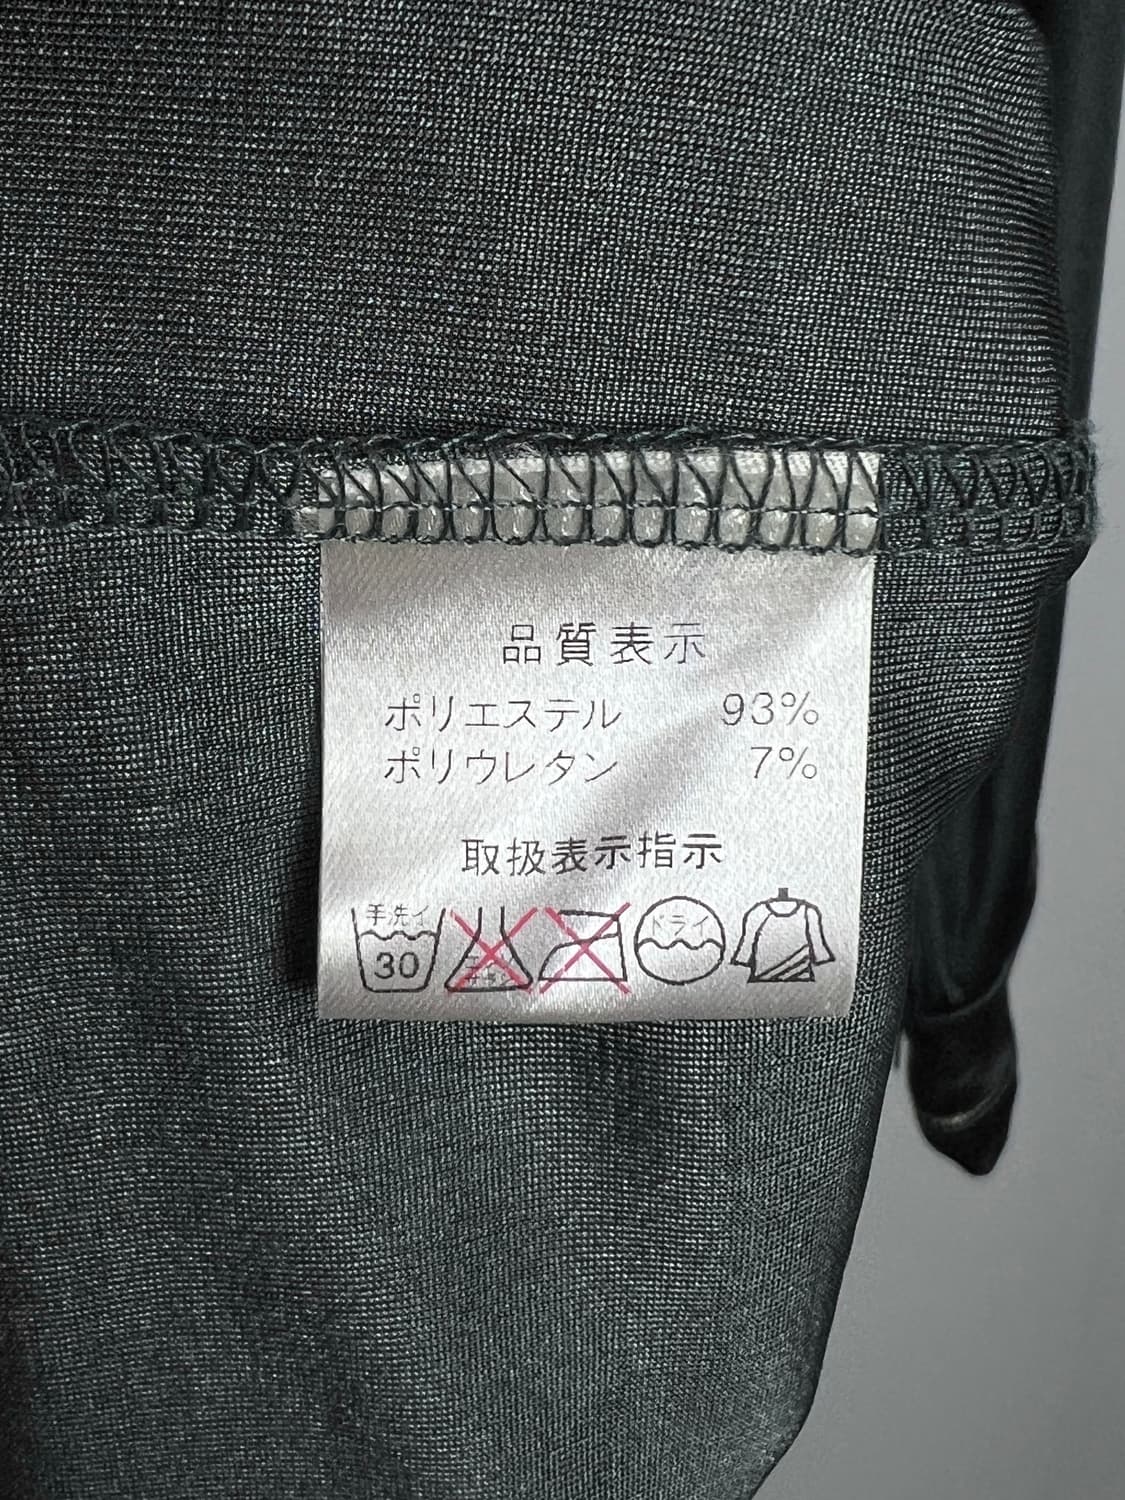 品質表示
ポリエステル 93%
ポリウレタン 7%
取扱表示指示
手洗イ
30
ドライ